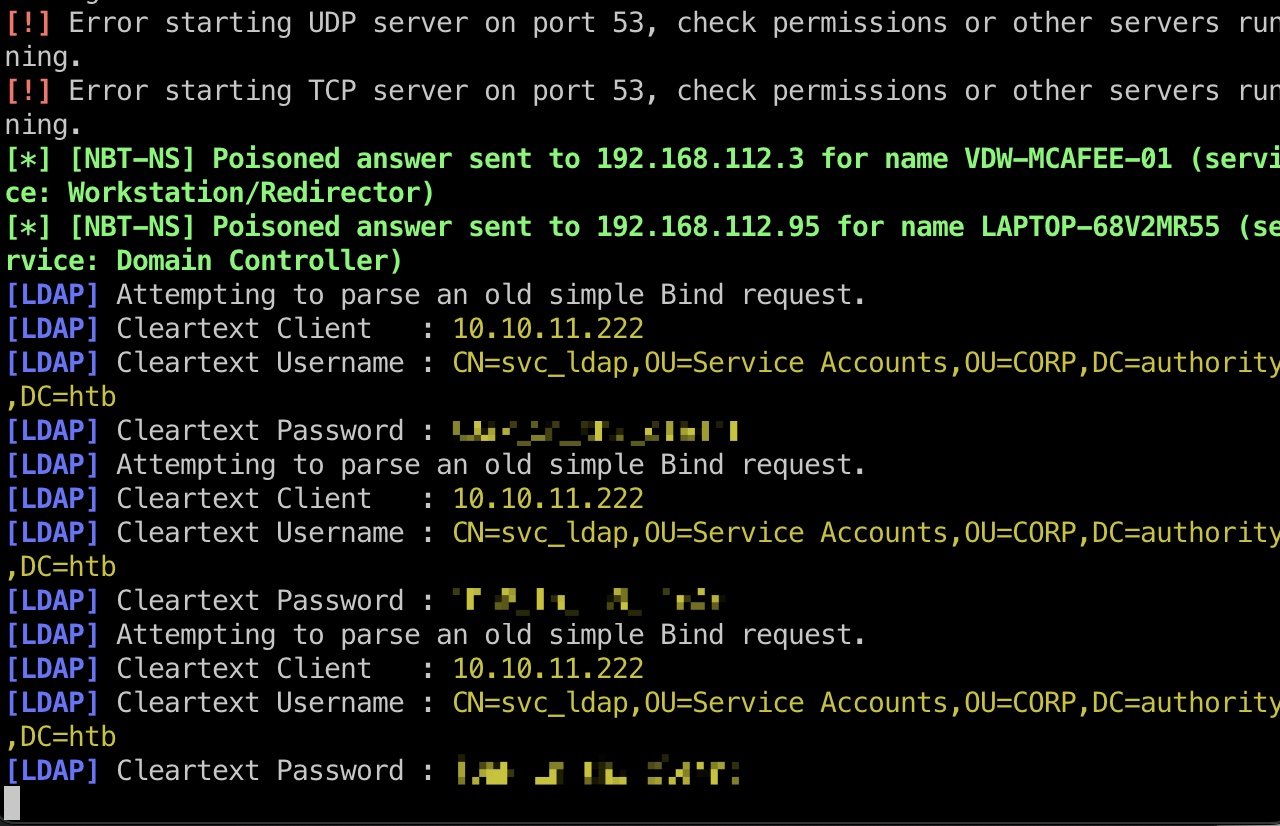 [!] Error starting UDP server on port 53, check permissions or other servers run
ning.
[!] Error starting TCP server on port 53, check permissions or other servers run
ning.
[*] [NBT-NS] Poisoned answer sent to 192.168.112.3 for name VDW-MCAFEE-01 (servi
ce: Workstation/Redirector)
[*] [NBT-NS] Poisoned answer sent to 192.168.112.95 for name LAPTOP-68V2MR55 (se
rvice: Domain Controller)
[LDAP] Attempting to parse an old simple Bind request.
[LDAP] Cleartext Client   : 10.10.11.222
[LDAP] Cleartext Username : CN=svc_ldap,OU=Service Accounts,OU=CORP,DC=authority
,DC=htb
[LDAP] Cleartext Password :
[LDAP] Attempting to parse an old simple Bind request.
[LDAP] Cleartext Client   : 10.10.11.222
[LDAP] Cleartext Username : CN=svc_ldap,OU=Service Accounts,OU=CORP,DC=authority
,DC=htb
[LDAP] Cleartext Password :
[LDAP] Attempting to parse an old simple Bind request.
[LDAP] Cleartext Client   : 10.10.11.222
[LDAP] Cleartext Username : CN=svc_ldap,OU=Service Accounts,OU=CORP,DC=authority
,DC=htb
[LDAP] Cleartext Password :